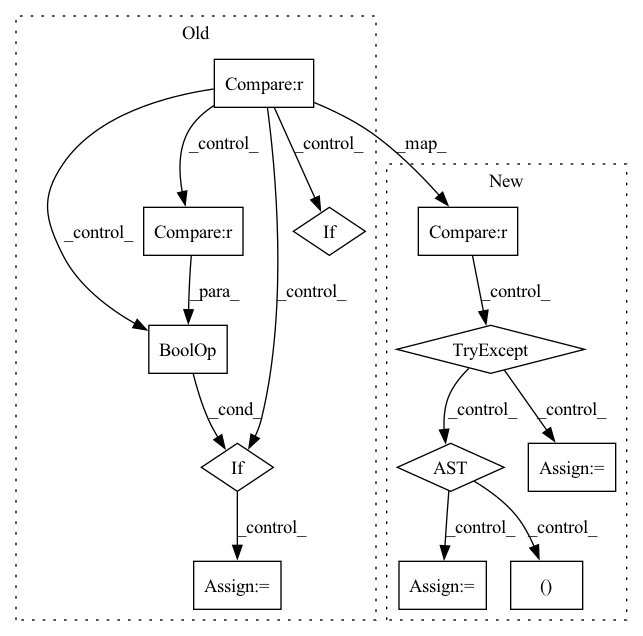 Old
Compare:r
_control_
_control_
_map_
New
Compare:r
If
Compare:r
_control_
_para_
_control_
_control_
BoolOp
TryExcept
_cond_
_control_
_control_
If
AST
Assign:=
_control_
_control_
_control_
Assign:=
Assign:=
()